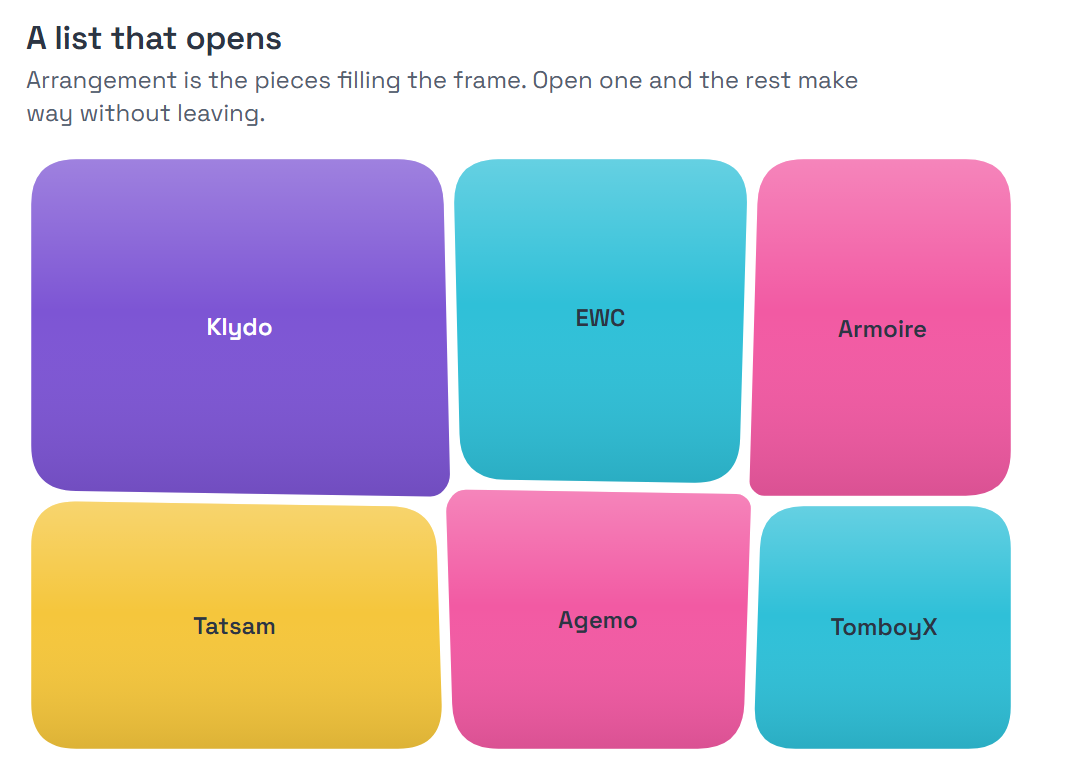 A list that opens
Arrangement is the pieces filling the frame. Open one and the rest make
way without leaving.
Klydo
EWC
Armoire
Tatsam
Agemo
TomboyX